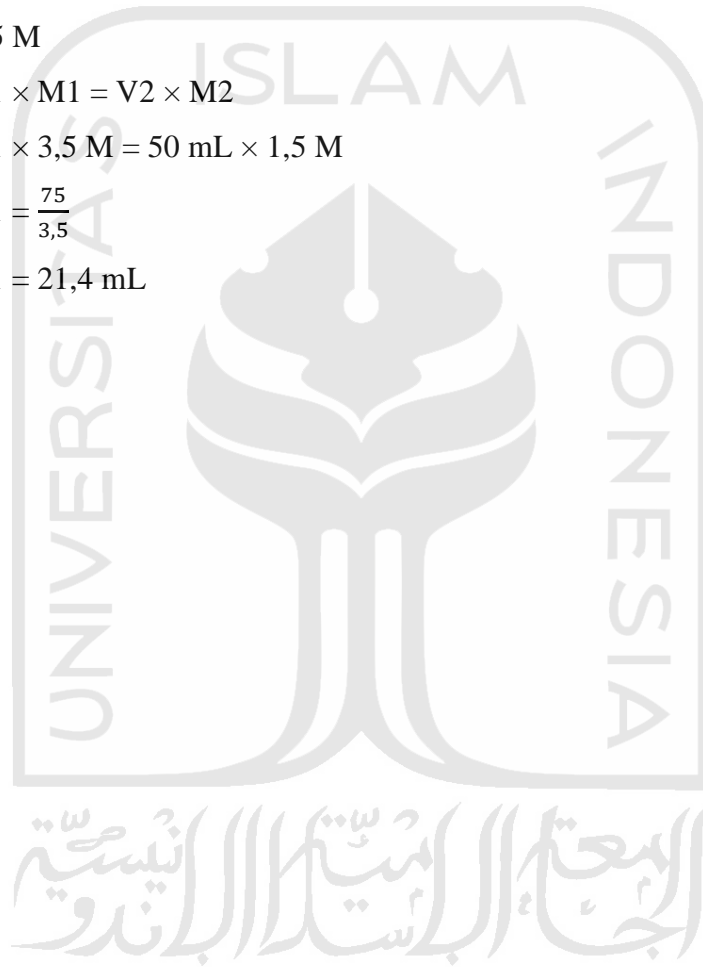 5 M
× M1 = V2 × M2
× 3,5 M = 50 mL × 1,5 M
= 75
3,5
= 21,4 mL
ISLAM
UNIVERSITAS
INDONESIA